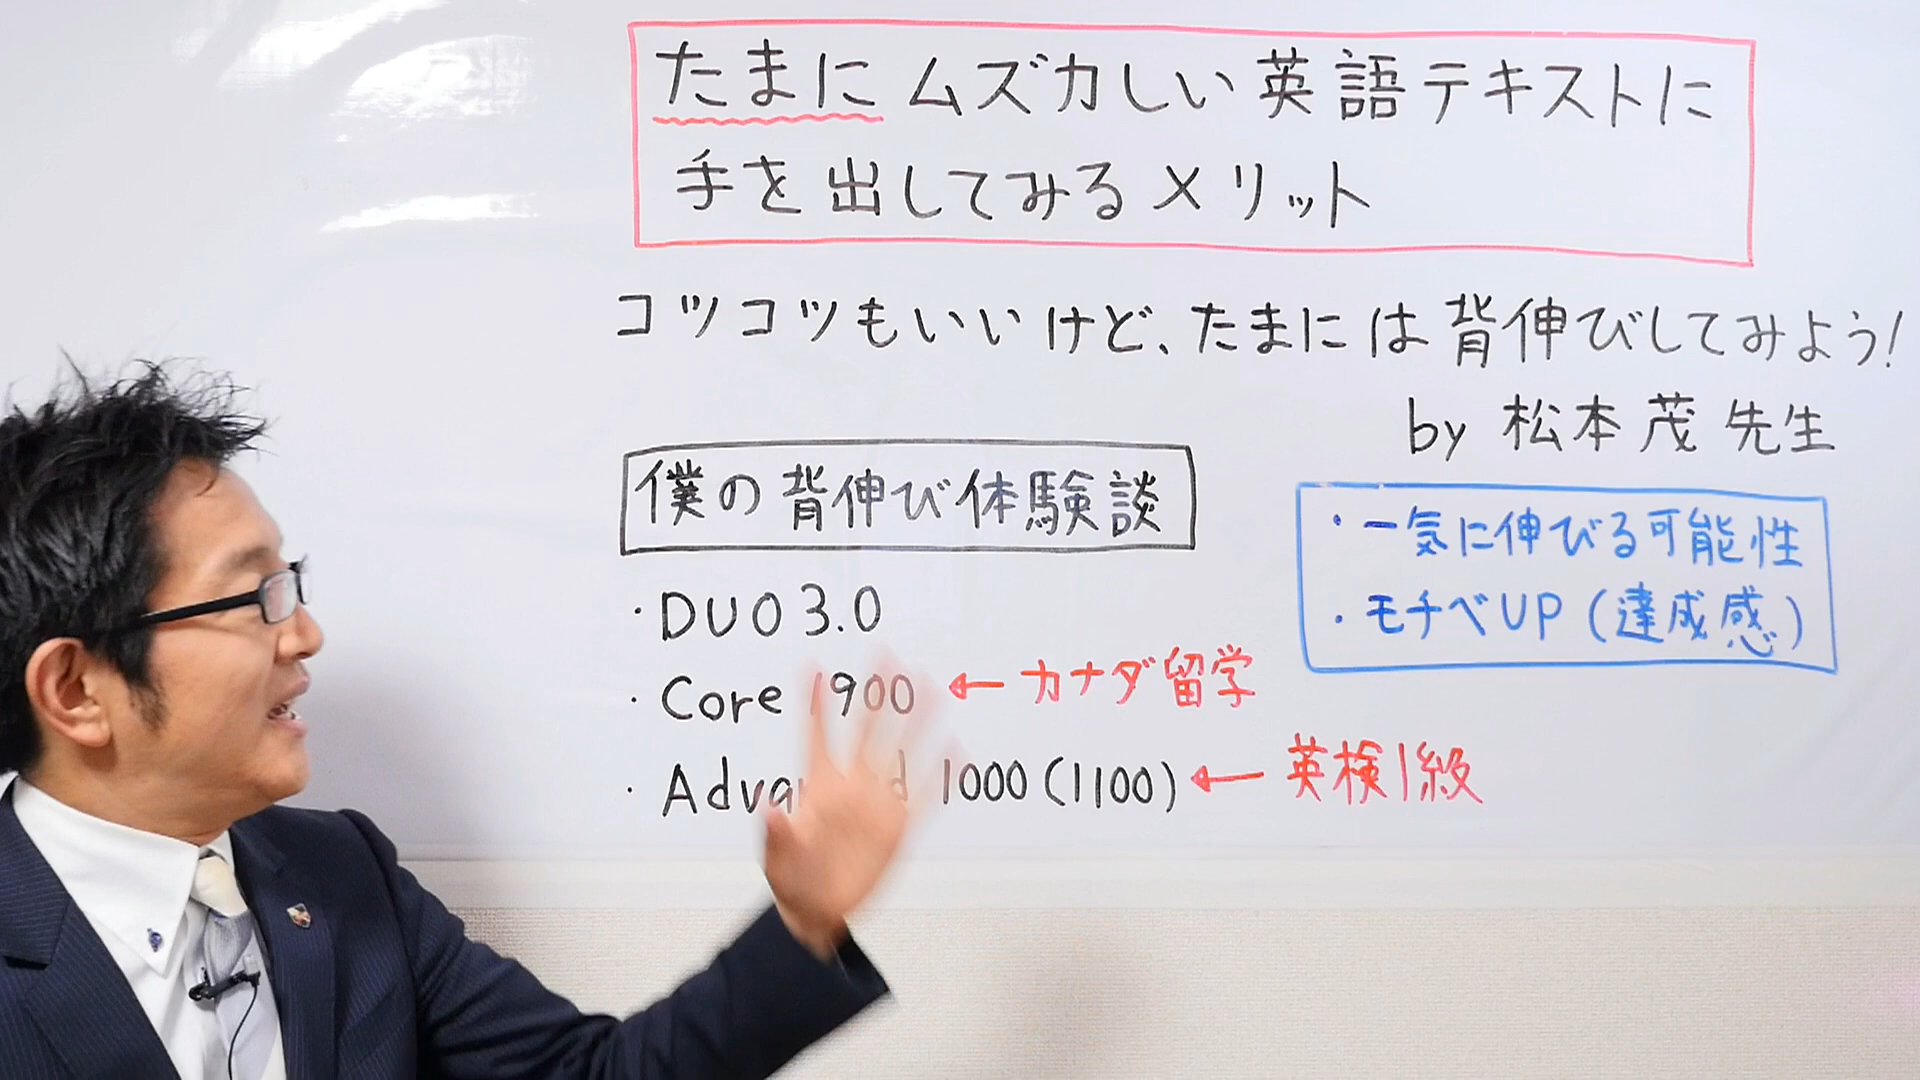 たまにムズカしい英語テキストに
手を出してみるメリット
コツコツもいいけど、たまには背伸びしてみよう!
by 松本茂先生
僕の背伸び体験談
・DUO 3.0
・Core 1900 ← カナダ留学
・Advanced 1000 (1100) ← 英検1級
・一気に伸びる可能性
・モチベUP (達成感)